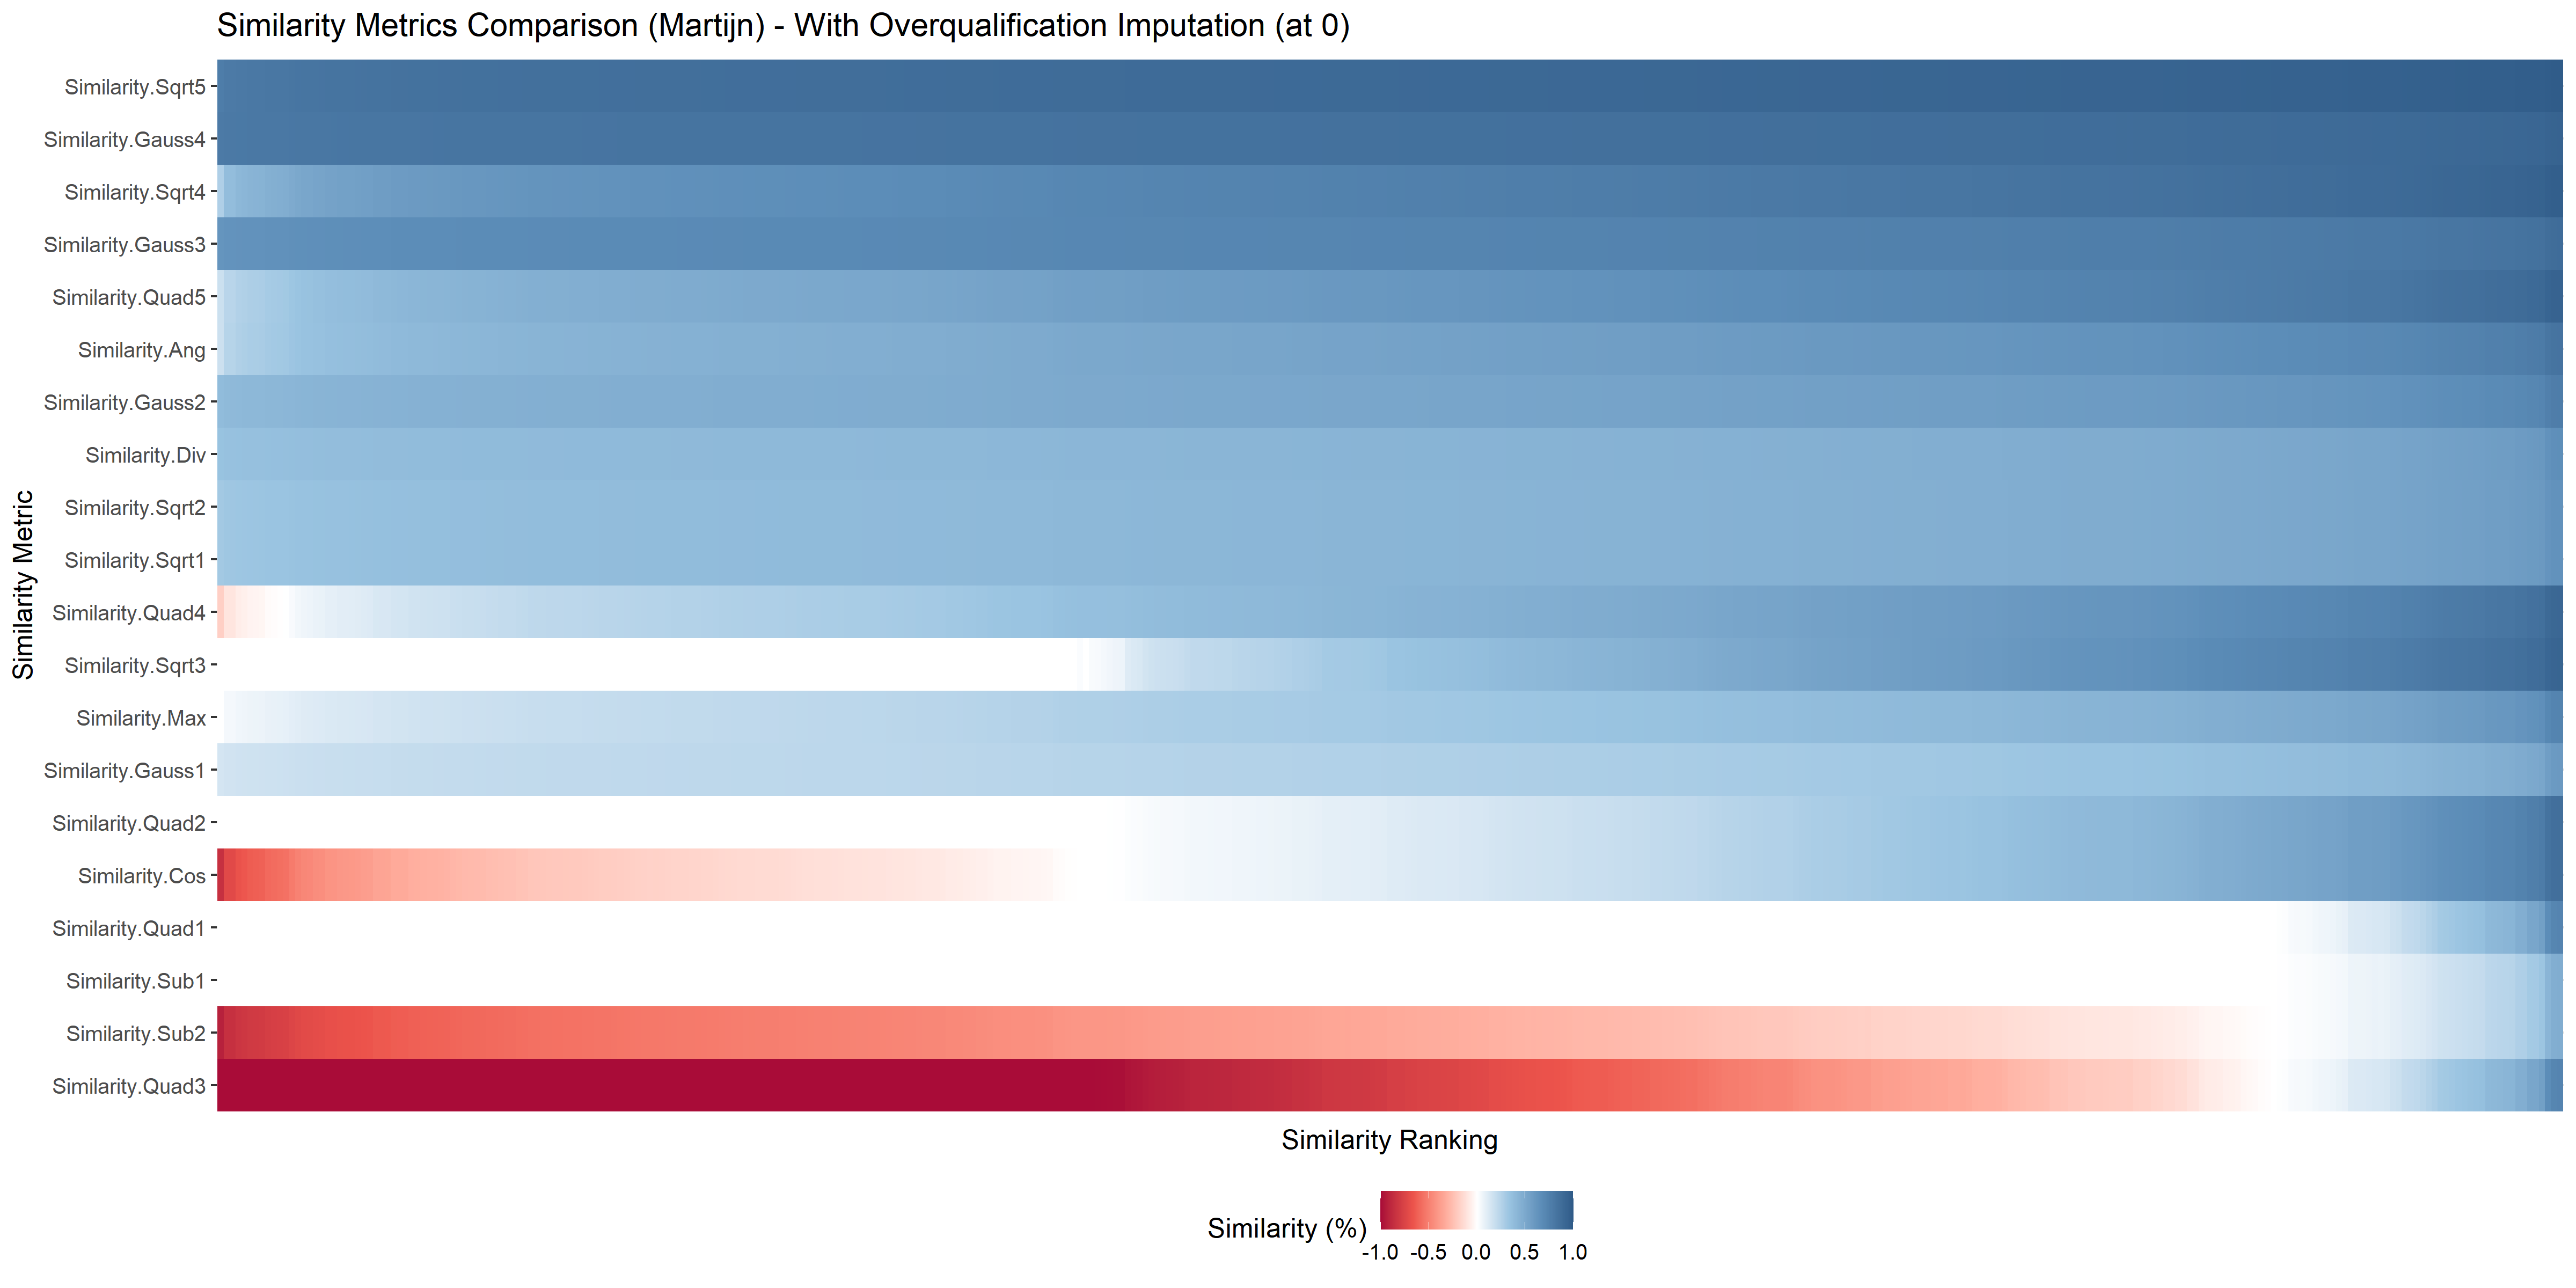 Similarity Metrics Comparison (Martijn) - With Overqualification Imputation (at 0)
Similarity Metric
Similarity.Sqrt5
Similarity.Gauss4
Similarity.Sqrt4
Similarity.Gauss3
Similarity.Quad5
Similarity.Ang
Similarity.Gauss2
Similarity.Div
Similarity.Sqrt2
Similarity.Sqrt1
Similarity.Quad4
Similarity.Sqrt3
Similarity.Max
Similarity.Gauss1
Similarity.Quad2
Similarity.Cos
Similarity.Quad1
Similarity.Sub1
Similarity.Sub2
Similarity.Quad3
Similarity Ranking
Similarity (%)
-1.0 -0.5 0.0 0.5 1.0